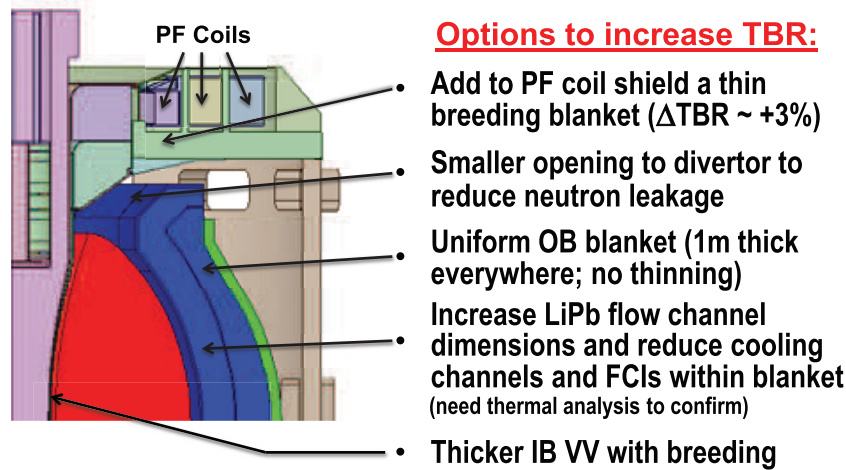 PF Coils
Options to increase TBR:
• Add to PF coil shield a thin
breeding blanket (ΔTBR ~ +3%)
• Smaller opening to divertor to
reduce neutron leakage
• Uniform OB blanket (1m thick
everywhere; no thinning)
• Increase LiPb flow channel
dimensions and reduce cooling
channels and FCIs within blanket
(need thermal analysis to confirm)
• Thicker IB VV with breeding